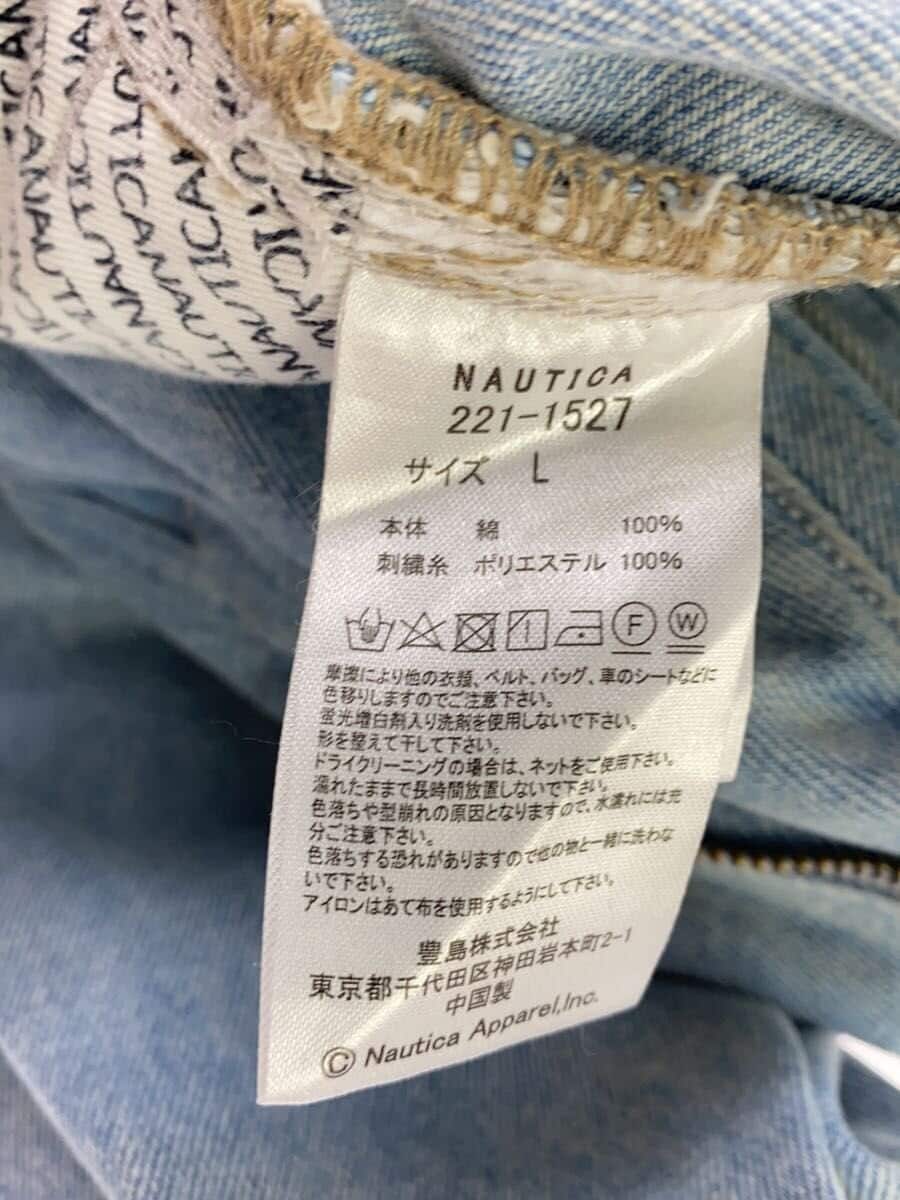 NAUTICA
221-1527
サイズ L
本体 綿 100%
刺繍糸 ポリエステル 100%
F W
摩擦により他の衣類、ベルト、バッグ、車のシートなどに
色移りしますのでご注意下さい。
蛍光増白剤入り洗剤を使用しないで下さい。
形を整えて干して下さい。
ドライクリーニングの場合は、ネットをご使用下さい。
濡れたままで長時間放置しないで下さい。
色落ちや型崩れの原因となりますので、水濡れには充
分ご注意下さい。
色落ちする恐れがありますので他の物と一緒に洗わな
いで下さい。
アイロンはあて布を使用するようにして下さい。
豊島株式会社
東京都千代田区神田岩本町2-1
中国製
© Nautica Apparel,Inc.